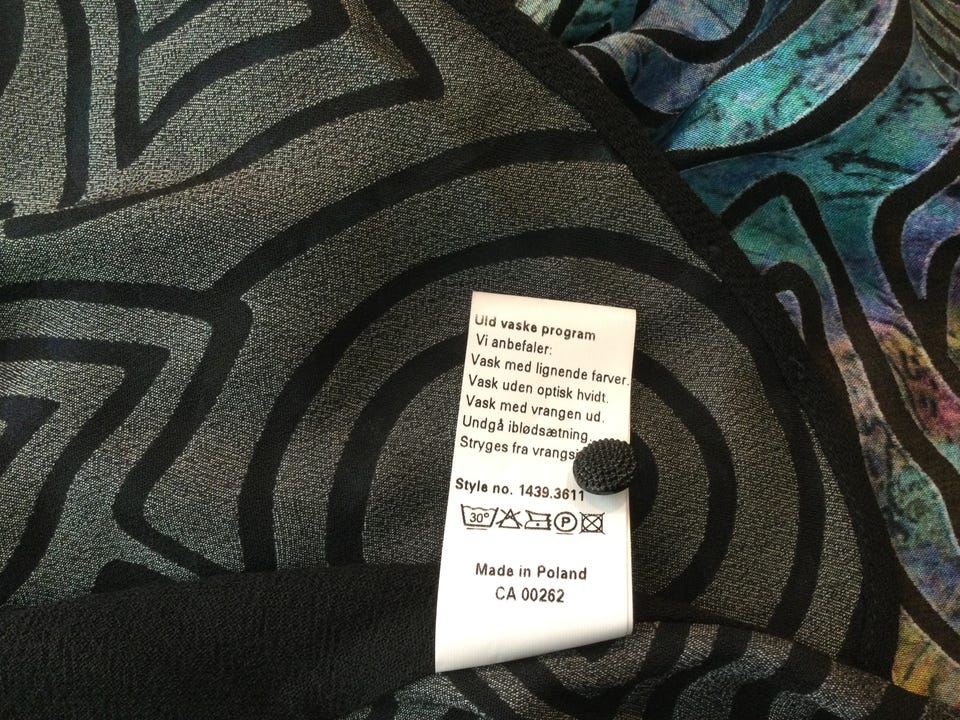 Uld vaske program
Vi anbefaler:
Vask med lignende farver.
Vask uden optisk hvidt.
Vask med vrangen ud.
Undgå iblødsætning.
Stryges fra
Style no. 1439.3611
30°
P
Made in Poland
CA 00262